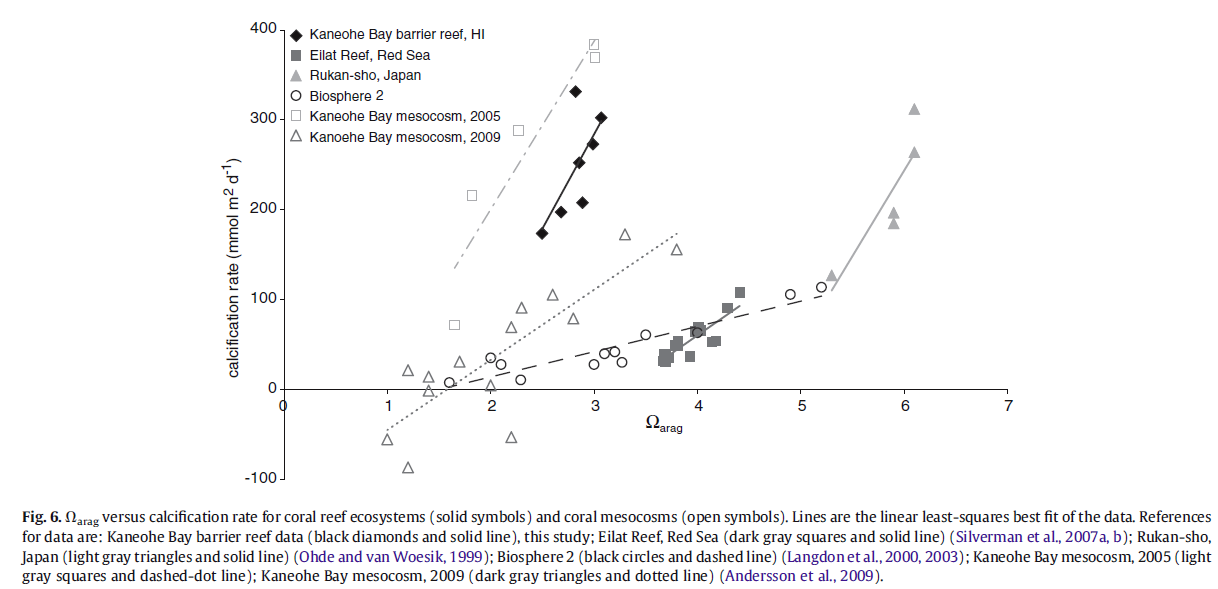 400
300
200
100
0
-100
calcification rate (mmol m² d⁻¹)
Kaneohe Bay barrier reef, HI
Eilat Reef, Red Sea
Rukan-sho, Japan
Biosphere 2
Kaneohe Bay mesocosm, 2005
Kanoehe Bay mesocosm, 2009
0 1 2 3 4 5 6 7
Ωarag
Fig. 6. Ωarag versus calcification rate for coral reef ecosystems (solid symbols) and coral mesocosms (open symbols). Lines are the linear least-squares best fit of the data. References
for data are: Kaneohe Bay barrier reef data (black diamonds and solid line), this study; Eilat Reef, Red Sea (dark gray squares and solid line) (Silverman et al., 2007a, b); Rukan-sho,
Japan (light gray triangles and solid line) (Ohde and van Woesik, 1999); Biosphere 2 (black circles and dashed line) (Langdon et al., 2000, 2003); Kaneohe Bay mesocosm, 2005 (light
gray squares and dashed-dot line); Kaneohe Bay mesocosm, 2009 (dark gray triangles and dotted line) (Andersson et al., 2009).